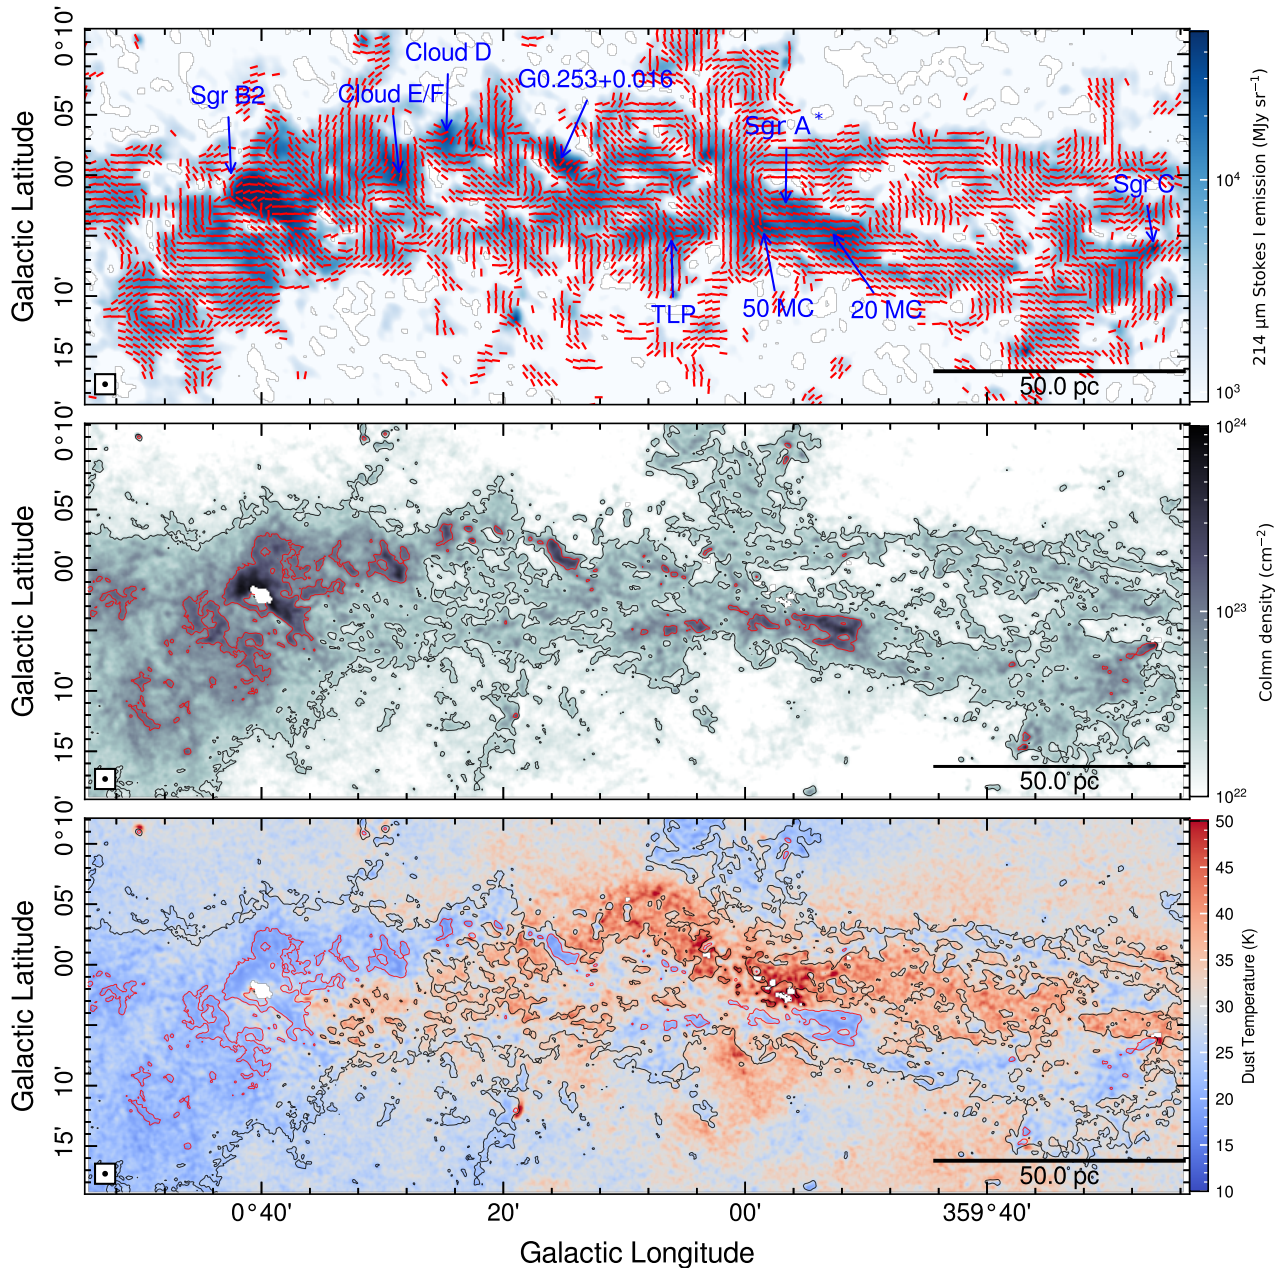 Galactic Latitude
0°10'
05'
00'
10'
15'
Sgr B2
Cloud E/F
Cloud D
G0.253+0.016
Sgr A*
Sgr C
TLP
50 MC
20 MC
50.0 pc
10⁴
10³
214 μm Stokes I emission (MJy sr⁻¹)
Galactic Latitude
0°10'
05'
00'
10'
15'
50.0 pc
10²⁴
10²³
10²²
Colmn density (cm⁻²)
Galactic Latitude
0°10'
05'
00'
10'
15'
50.0 pc
50
45
40
35
30
25
20
15
10
Dust Temperature (K)
0°40'
20'
00'
359°40'
Galactic Longitude